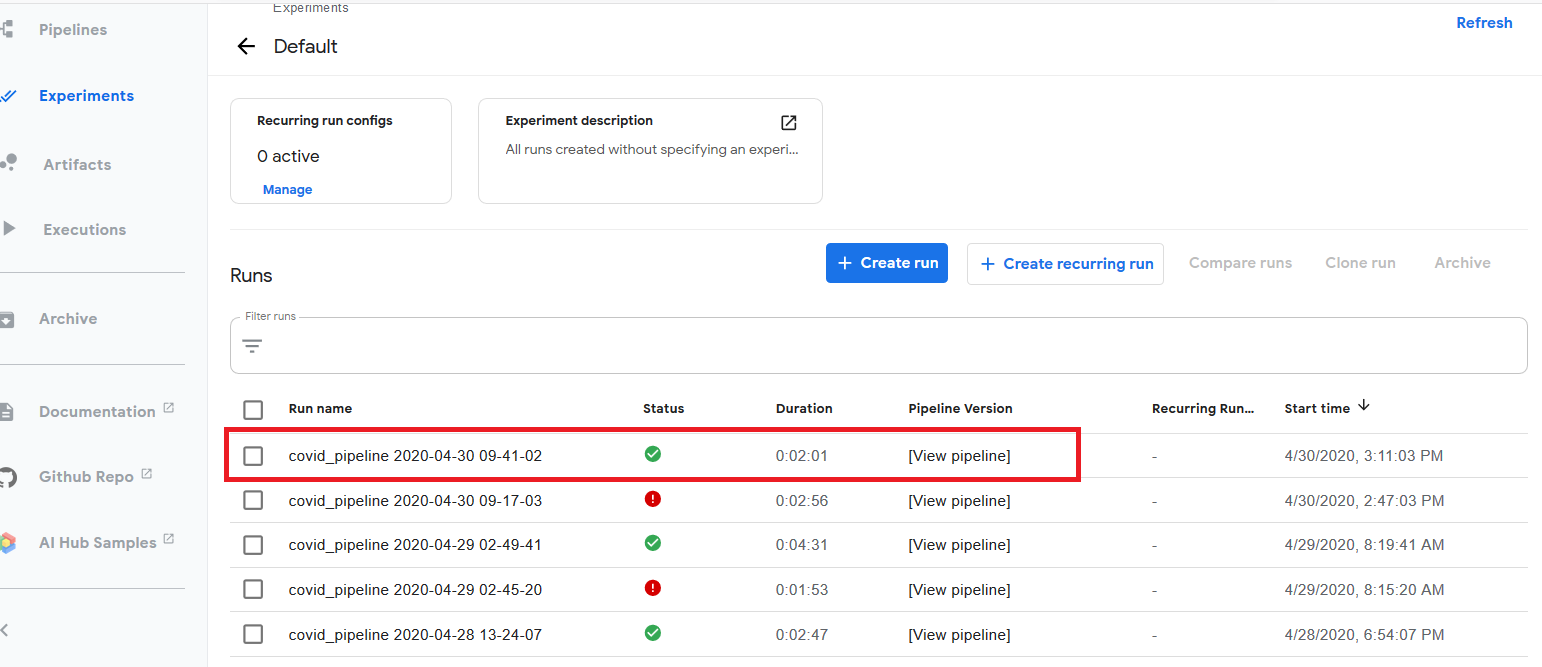 Experiments
Refresh
Default
Pipelines
Experiments
Artifacts
Executions
Archive
Documentation
Github Repo
AI Hub Samples
Recurring run configs
0 active
Manage
Experiment description
All runs created without specifying an experi...
Runs
+ Create run
+ Create recurring run
Compare runs
Clone run
Archive
Filter runs
Run name Status Duration Pipeline Version Recurring Run... Start time
covid_pipeline 2020-04-30 09-41-02 0:02:01 [View pipeline] - 4/30/2020, 3:11:03 PM
covid_pipeline 2020-04-30 09-17-03 0:02:56 [View pipeline] - 4/30/2020, 2:47:03 PM
covid_pipeline 2020-04-29 02-49-41 0:04:31 [View pipeline] - 4/29/2020, 8:19:41 AM
covid_pipeline 2020-04-29 02-45-20 0:01:53 [View pipeline] - 4/29/2020, 8:15:20 AM
covid_pipeline 2020-04-28 13-24-07 0:02:47 [View pipeline] - 4/28/2020, 6:54:07 PM